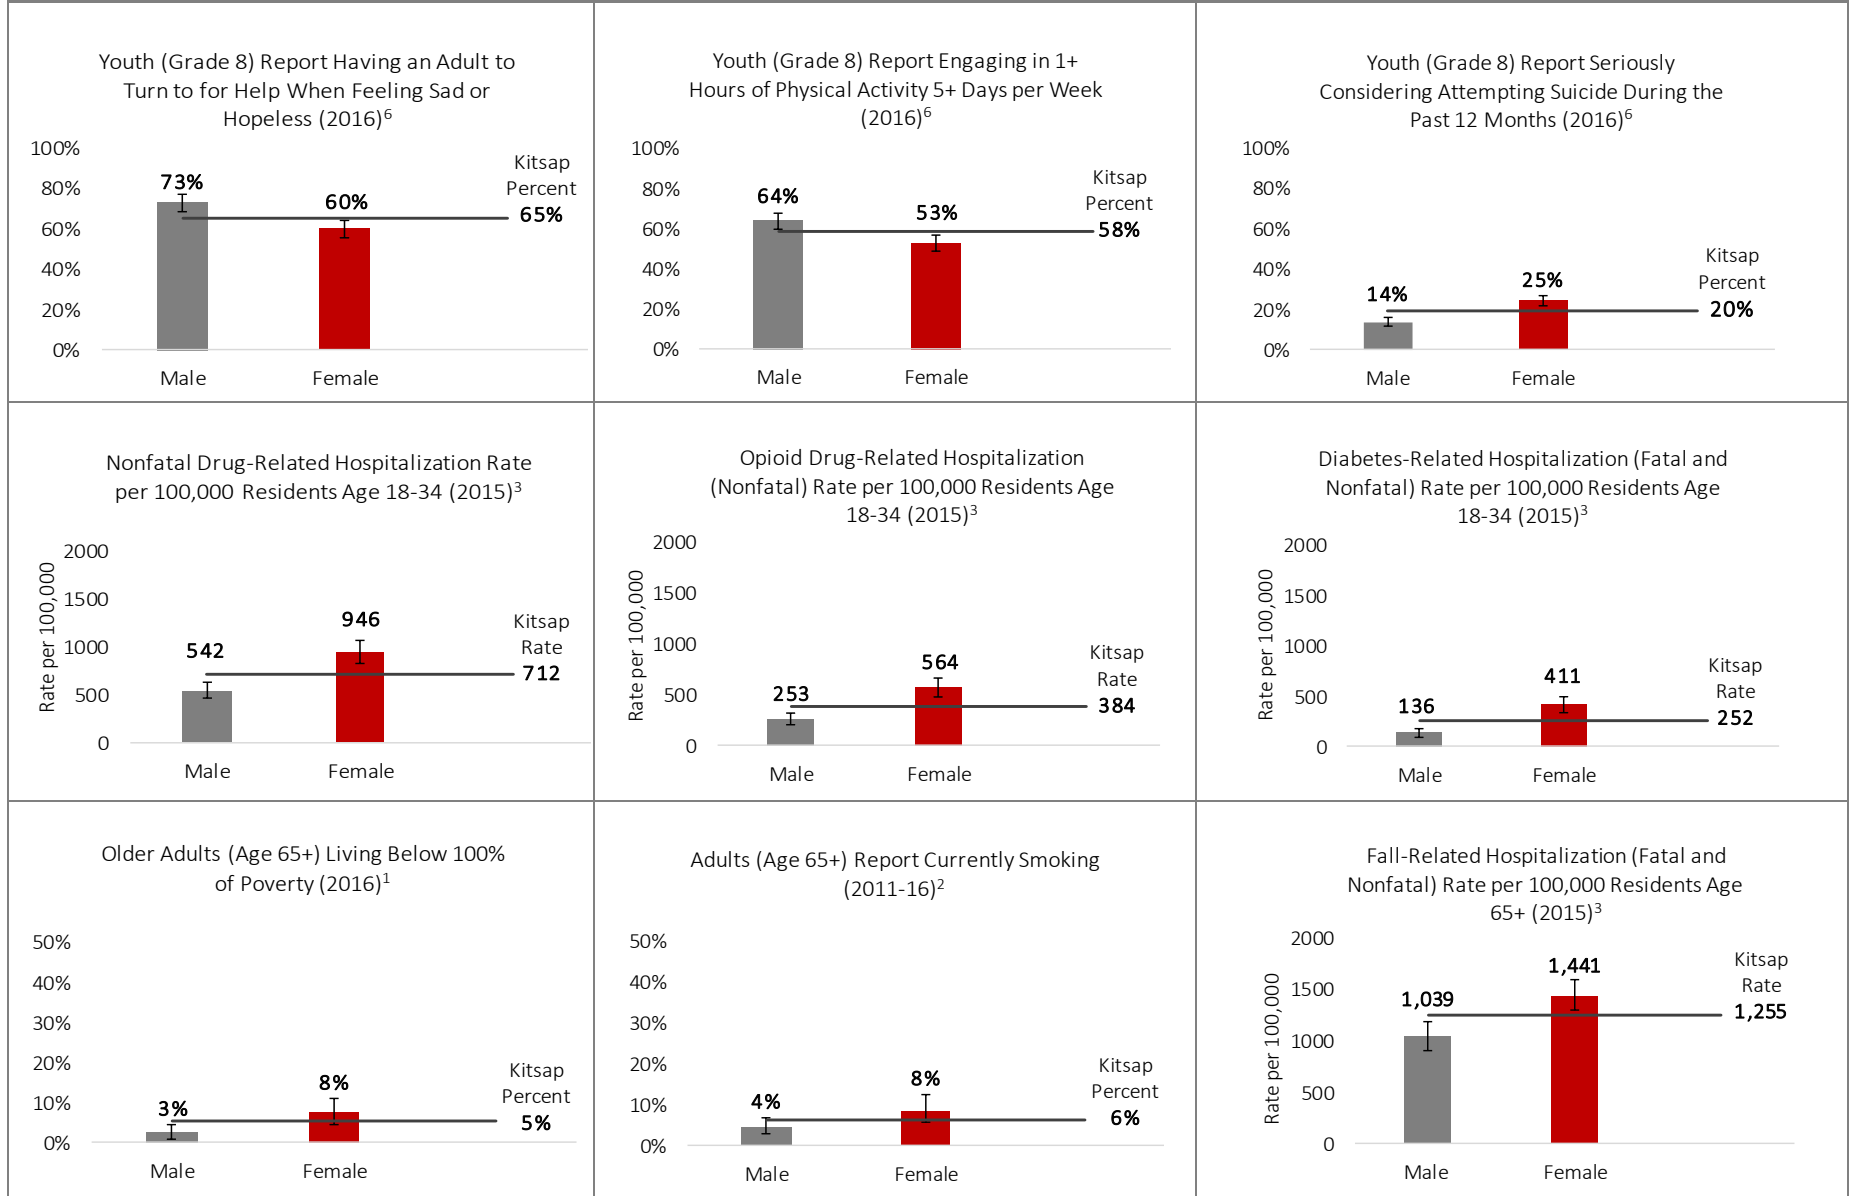 Youth (Grade 8) Report Having an Adult to
Turn to for Help When Feeling Sad or
Hopeless (2016)6
100%
80%
60%
40%
20%
0%
73%
60%
Kitsap
Percent
65%
Male
Female
Youth (Grade 8) Report Engaging in 1+
Hours of Physical Activity 5+ Days per Week
(2016)6
100%
80%
60%
40%
20%
0%
64%
53%
Kitsap
Percent
58%
Male
Female
Youth (Grade 8) Report Seriously
Considering Attempting Suicide During the
Past 12 Months (2016)6
100%
80%
60%
40%
20%
0%
14%
25%
Kitsap
Percent
20%
Male
Female
Nonfatal Drug-Related Hospitalization Rate
per 100,000 Residents Age 18-34 (2015)3
Rate per 100,000
2000
1500
1000
500
0
542
946
Kitsap
Rate
712
Male
Female
Opioid Drug-Related Hospitalization
(Nonfatal) Rate per 100,000 Residents Age
18-34 (2015)3
Rate per 100,000
2000
1500
1000
500
0
253
564
Kitsap
Rate
384
Male
Female
Diabetes-Related Hospitalization (Fatal and
Nonfatal) Rate per 100,000 Residents Age
18-34 (2015)3
Rate per 100,000
2000
1500
1000
500
0
136
411
Kitsap
Rate
252
Male
Female
Older Adults (Age 65+) Living Below 100%
of Poverty (2016)1
50%
40%
30%
20%
10%
0%
3%
8%
Kitsap
Percent
5%
Male
Female
Adults (Age 65+) Report Currently Smoking
(2011-16)2
50%
40%
30%
20%
10%
0%
4%
8%
Kitsap
Percent
6%
Male
Female
Fall-Related Hospitalization (Fatal and
Nonfatal) Rate per 100,000 Residents Age
65+ (2015)3
Rate per 100,000
2000
1500
1000
500
0
1,039
1,441
Kitsap
Rate
1,255
Male
Female